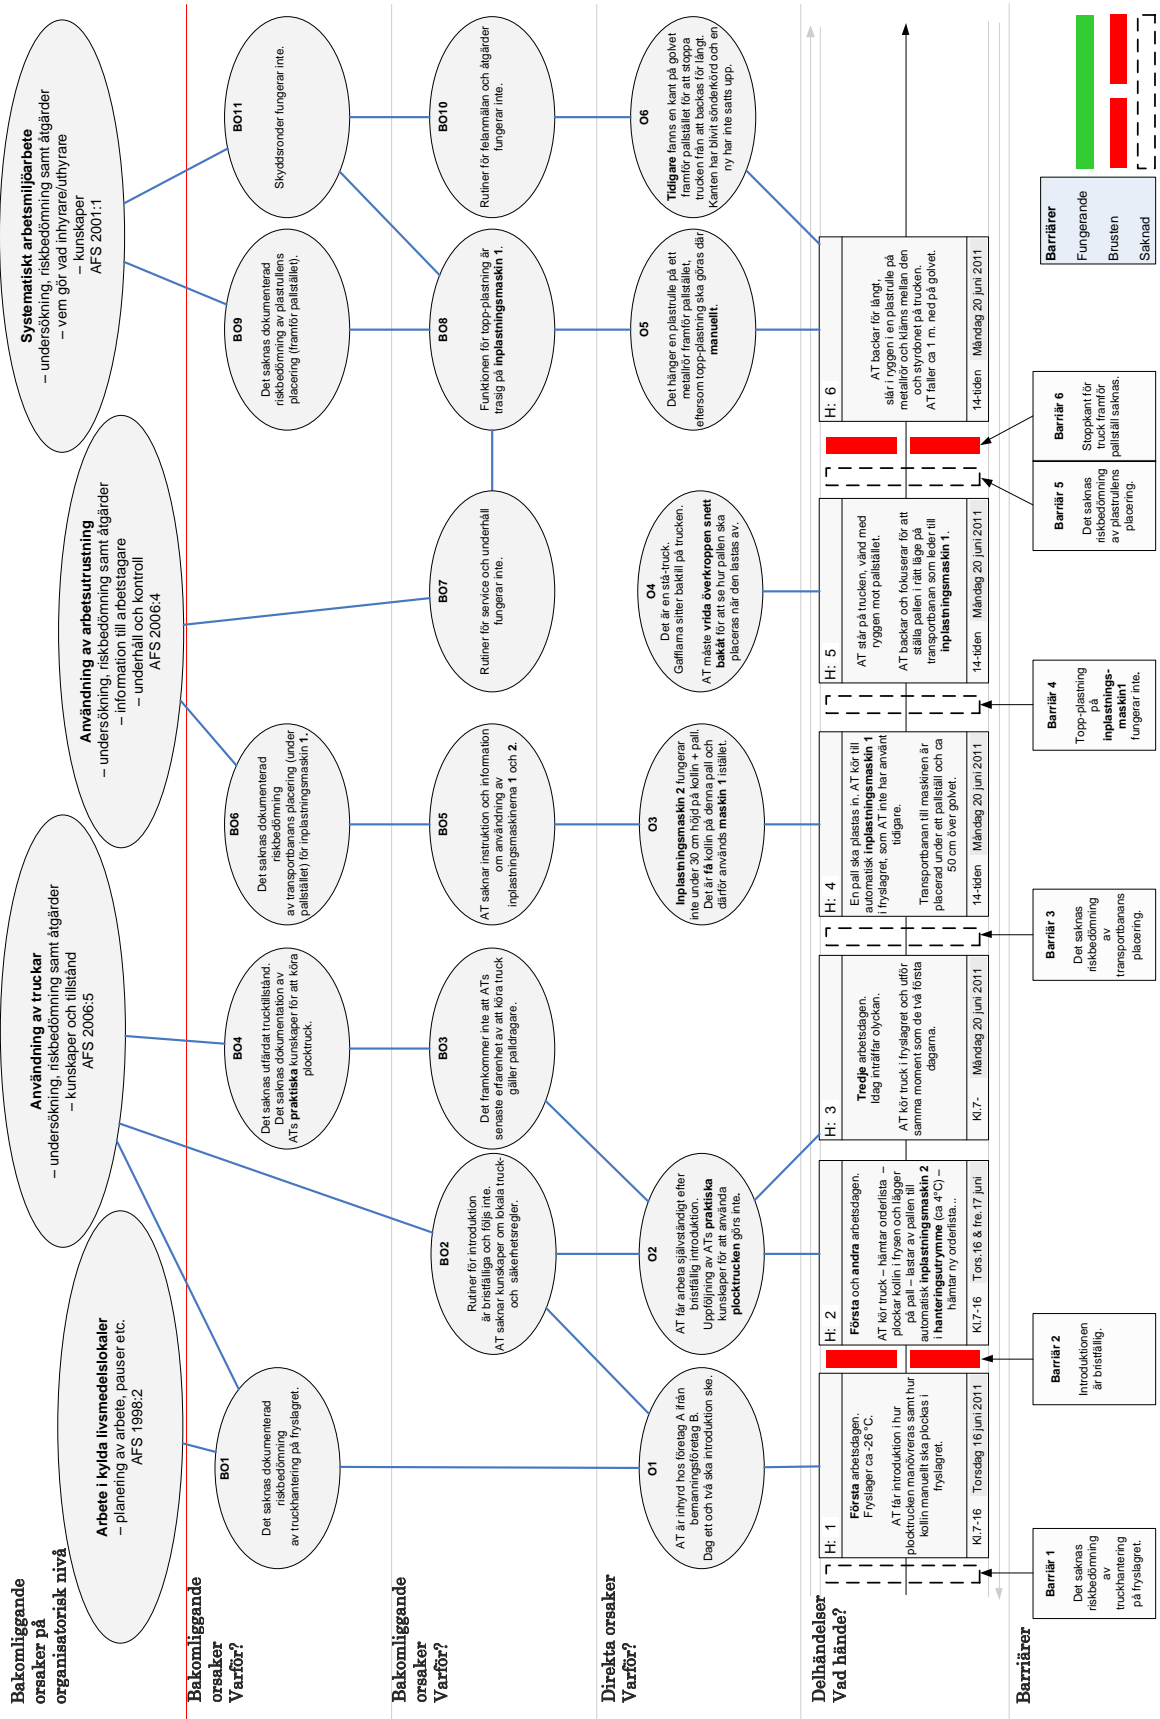 Bakomliggande
orsaker på
organisatorisk nivå
Arbete i kylda livsmedelslokaler
– planering av arbete, pauser etc.
AFS 1998:2
Användning av truckar
– undersökning, riskbedömning samt åtgärder
– kunskaper och tillstånd
AFS 2006:5
Användning av arbetsutrustning
– undersökning, riskbedömning samt åtgärder
– information till arbetstagare
– underhåll och kontroll
AFS 2006:4
Systematiskt arbetsmiljöarbete
– undersökning, riskbedömning samt åtgärder
– vem gör vad inhyrare/uthyrare
– kunskaper
AFS 2001:1
Bakomliggande
orsaker
Varför?
BO1
Det saknas dokumenterad
riskbedömning
av truckhantering på fryslagret.
BO4
Det saknas utfärdat trucktillstånd.
Det saknas dokumentation av
ATs praktiska kunskaper för att köra
plocktruck.
BO6
Det saknas dokumenterad
riskbedömning
av transportbanans placering (under
pallstället) för inplastningsmaskin 1.
BO9
Det saknas dokumenterad
riskbedömning av plastrullens
placering (framför pallstället).
BO11
Skyddsronder fungerar inte.
Bakomliggande
orsaker
Varför?
BO2
Rutiner för introduktion
är bristfälliga och följs inte.
AT saknar kunskaper om lokala truck-
och säkerhetsregler.
BO3
Det framkommer inte att ATs
senaste erfarenhet av att köra truck
gäller palldragare.
BO5
AT saknar instruktion och information
om användning av
inplastningsmaskinerna 1 och 2.
BO7
Rutiner för service och underhåll
fungerar inte.
BO8
Funktionen för topp-plastning är
trasig på inplastningsmaskin 1.
BO10
Rutiner för felanmälan och åtgärder
fungerar inte.
Direkta orsaker
Varför?
O1
AT är inhyrd hos företag A ifrån
bemanningsföretag B.
Dag ett och två ska introduktion ske.
O2
AT får arbeta självständigt efter
bristfällig introduktion.
Uppföljning av ATs praktiska
kunskaper för att använda
plocktrucken görs inte.
O3
Inplastningsmaskin 2 fungerar
inte under 30 cm höjd på kollin + pall.
Det är få kollin på denna pall och
därför används maskin 1 istället.
O4
Det är en stå-truck.
Gafflarna sitter baktill på trucken.
AT måste vrida överkroppen snett
bakåt för att se hur pallen ska
placeras när den lastas av.
O5
Det hänger en plastrulle på ett
metallrör framför pallstället,
eftersom topp-plastning ska göras där
manuellt.
O6
Tidigare fanns en kant på golvet
framför pallstället för att stoppa
trucken från att backas för långt.
Kanten har blivit sönderkörd och en
ny har inte satts upp.
Delhändelser
Vad hände?
H: 1
Första arbetsdagen.
Fryslager ca -26 °C.
AT får introduktion i hur
plocktrucken manövreras samt hur
kollin manuellt ska plockas i
fryslagret.
Kl.7-16 Torsdag 16 juni 2011
H: 2
Första och andra arbetsdagen.
AT kör truck – hämtar orderlista –
plockar kollin i frysen och lägger
på pall – lastar av pallen till
automatisk inplastningsmaskin 2
i hanteringsutrymme (ca 4°C) –
hämtar ny orderlista...
Kl.7-16 Tors.16 & fre.17 juni
H: 3
Tredje arbetsdagen.
Idag inträffar olyckan.
AT kör truck i fryslagret och utför
samma moment som de två första
dagarna.
Kl.7- Måndag 20 juni 2011
H: 4
En pall ska plastas in. AT kör till
automatisk inplastningsmaskin 1
i fryslagret, som AT inte har använt
tidigare.
Transportbanan till maskinen är
placerad under ett pallställ och ca
50 cm över golvet.
14-tiden Måndag 20 juni 2011
H: 5
AT står på trucken, vänd med
ryggen mot pallstället.
AT backar och fokuserar för att
ställa pallen i rätt läge på
transportbanan som leder till
inplastningsmaskin 1.
14-tiden Måndag 20 juni 2011
H: 6
AT backar för långt,
slår i ryggen i en plastrulle på
metallrör och kläms mellan den
och styrdonet på trucken.
AT faller ca 1 m. ned på golvet.
14-tiden Måndag 20 juni 2011
Barriärer
Barriär 1
Det saknas
riskbedömning
av
truckhantering
på fryslagret.
Barriär 2
Introduktionen
är bristfällig.
Barriär 3
Det saknas
riskbedömning
av
transportbanans
placering.
Barriär 4
Topp-plastning
på
inplastnings-
maskin1
fungerar inte.
Barriär 5
Det saknas
riskbedömning
av plastrullens
placering.
Barriär 6
Stoppkant för
truck framför
pallställ saknas.
Barriärer
Fungerande
Brusten
Saknad